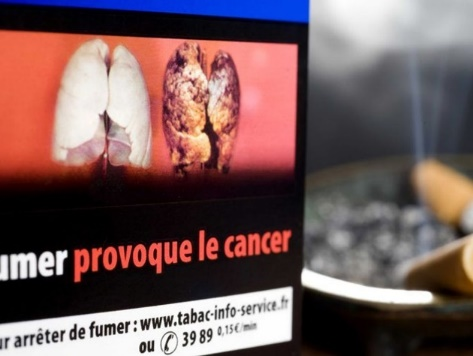 umer provoque le cancer
ur arrêter de fumer : www.tabac-info-service.fr
ou 39 89 0,15 €/min